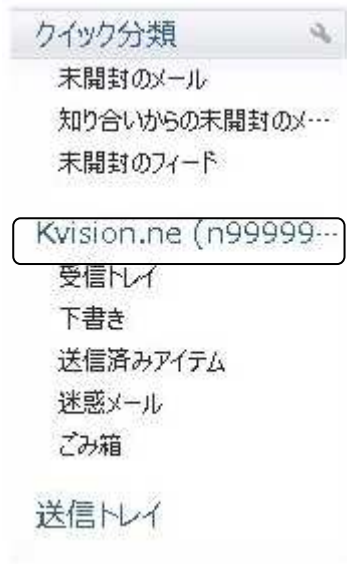 クイック分類
未開封のメール
知り合いからの未開封のメ…
未開封のフィード
Kvision.ne (n99999…
受信トレイ
下書き
送信済みアイテム
迷惑メール
ごみ箱
送信トレイ